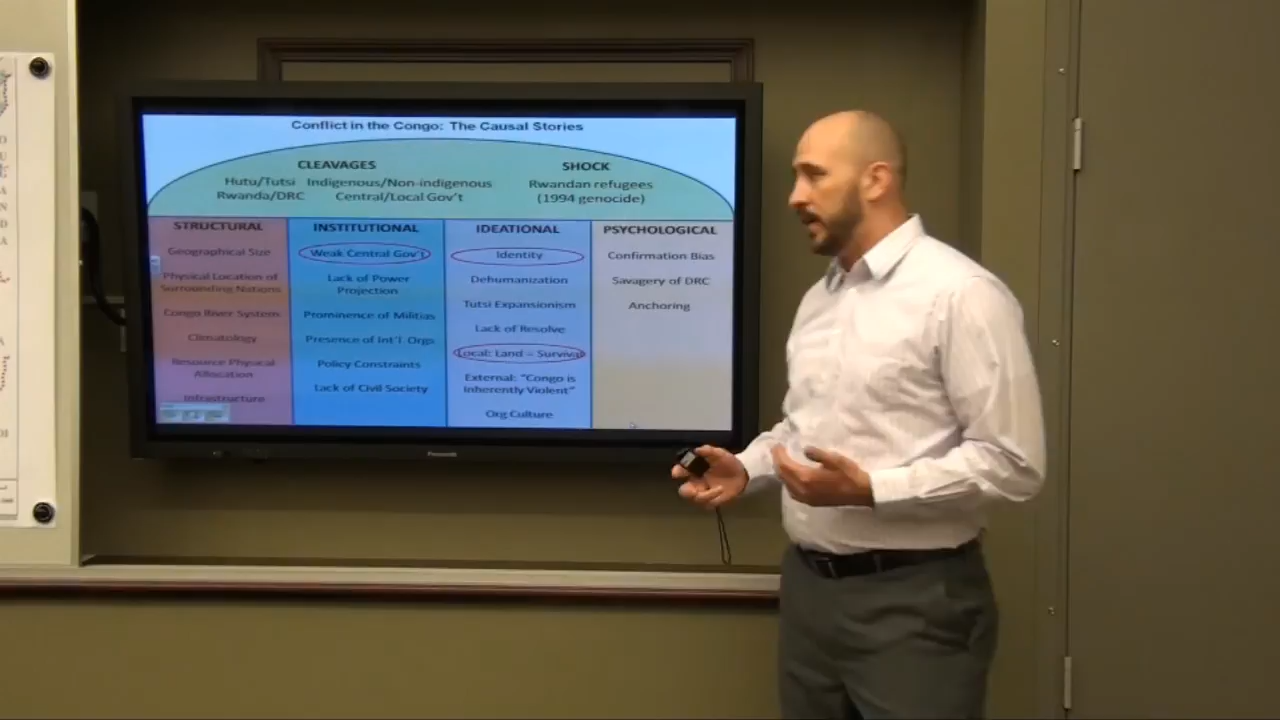 Conflict in the Congo: The Causal Stories
CLEAVAGES
Hutu/Tutsi Indigenous/Non-indigenous
Rwanda/DRC Central/Local Gov't
SHOCK
Rwandan refugees
(1994 genocide)
STRUCTURAL
Geographical Size
Physical Location of
Surrounding Nations
Congo River System
Climatology
Resource Physical
Allocation
Infrastructure
INSTITUTIONAL
Weak Central Gov't
Lack of Power
Projection
Prominence of Militias
Presence of Int'l Orgs
Policy Constraints
Lack of Civil Society
IDEATIONAL
Identity
Dehumanization
Tutsi Expansionism
Lack of Resolve
Local: Land = Survival
External: "Congo is
Inherently Violent"
Org Culture
PSYCHOLOGICAL
Confirmation Bias
Savagery of DRC
Anchoring
Panasonic